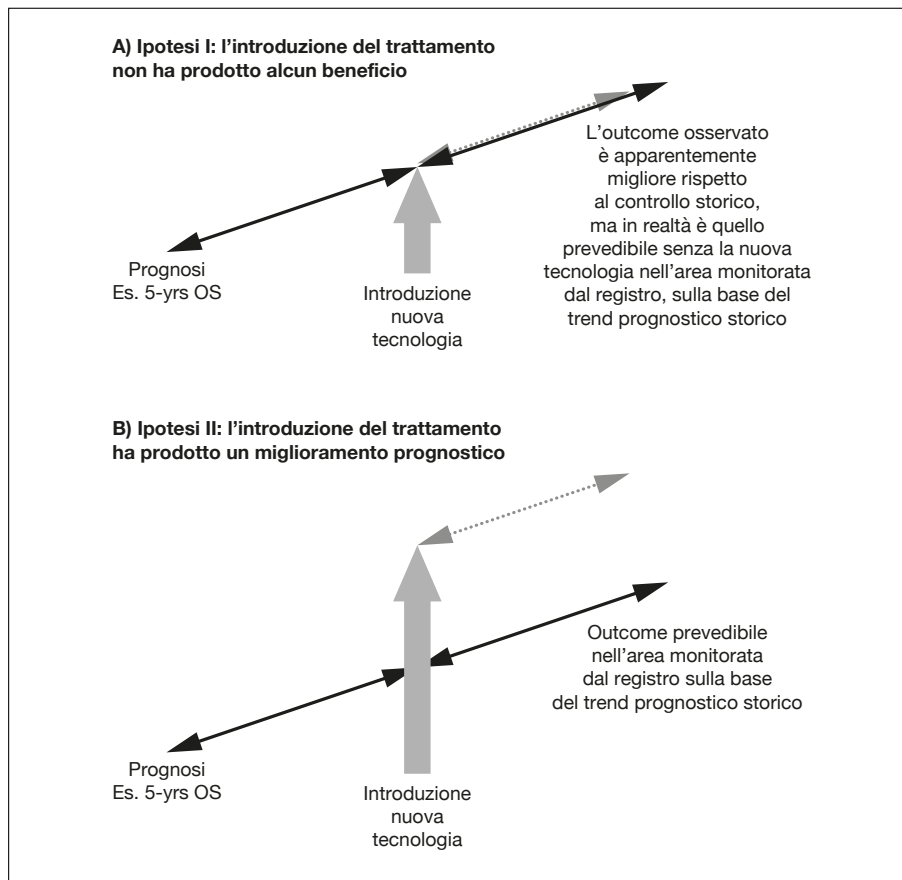 A) Ipotesi I: l'introduzione del trattamento
non ha prodotto alcun beneficio
L'outcome osservato
è apparentemente
migliore rispetto
al controllo storico,
ma in realtà è quello
prevedibile senza la nuova
tecnologia nell'area monitorata
dal registro, sulla base del
trend prognostico storico
Prognosi
Es. 5-yrs OS
Introduzione
nuova
tecnologia
B) Ipotesi II: l'introduzione del trattamento
ha prodotto un miglioramento prognostico
Outcome prevedibile
nell'area monitorata
dal registro sulla base
del trend prognostico storico
Prognosi
Es. 5-yrs OS
Introduzione
nuova
tecnologia